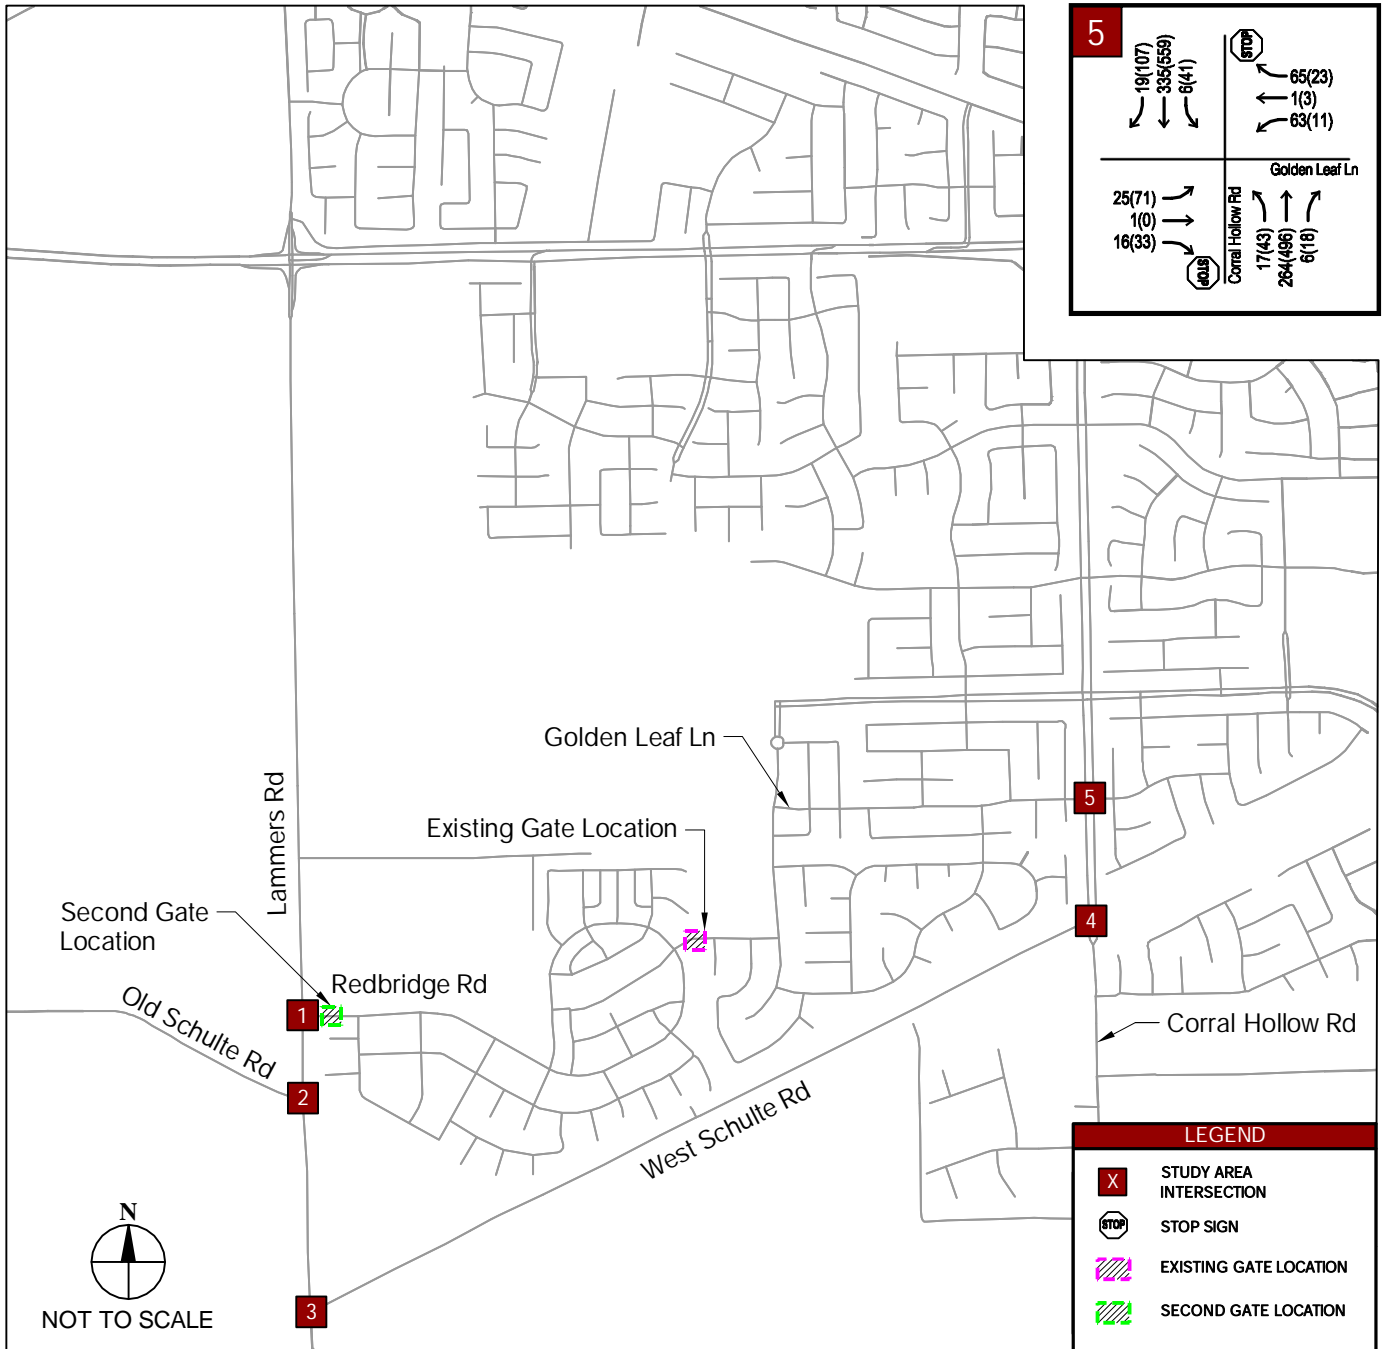 5
19(107)
335(559)
6(41)
STOP
65(23)
1(3)
63(11)
Golden Leaf Ln
25(71)
1(0)
16(33)
STOP
Corral Hollow Rd
17(43)
264(496)
6(18)
Golden Leaf Ln
Lammers Rd
5
Existing Gate Location
Second Gate
Location
4
Redbridge Rd
Old Schulte Rd
1
Corral Hollow Rd
2
West Schulte Rd
N
NOT TO SCALE
3
LEGEND
X
STUDY AREA
INTERSECTION
STOP
STOP SIGN
EXISTING GATE LOCATION
SECOND GATE LOCATION